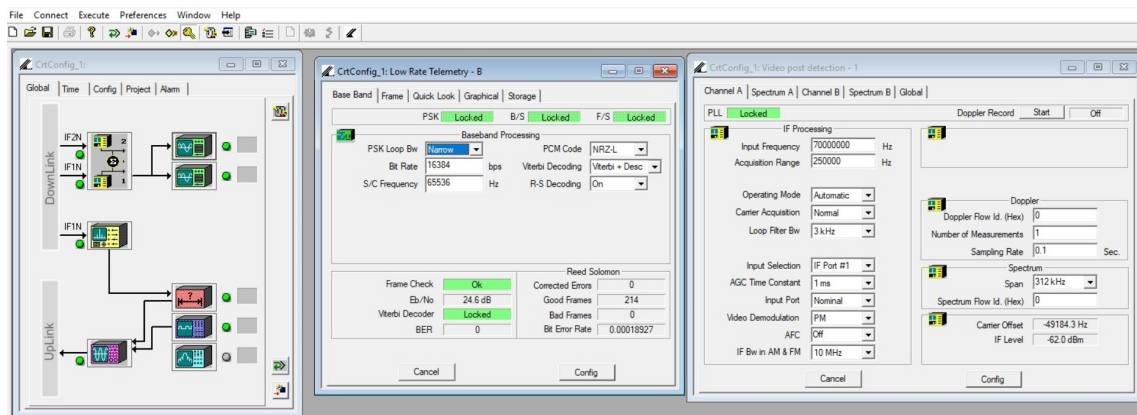 File Connect Execute Preferences Window Help
CrtConfig_1:
Global Time Config Project Alarm
DownLink
IF2N
IF1N
2
1
IF1N
?
UpLink
CrtConfig_1: Low Rate Telemetry - B
Base Band Frame Quick Look Graphical Storage
PSK Locked B/S Locked F/S Locked
Baseband Processing
PSK Loop Bw Narrow PCM Code NRZ-L
Bit Rate 16384 bps Viterbi Decoding Viterbi + Desc
S/C Frequency 65536 Hz R-S Decoding On
Reed Solomon
Frame Check Ok Corrected Errors 0
Eb/No 24.6 dB Good Frames 214
Viterbi Decoder Locked Bad Frames 0
BER 0 Bit Error Rate 0.00018927
Cancel Config
CrtConfig_1: Video post detection - 1
Channel A Spectrum A Channel B Spectrum B Global
PLL Locked Doppler Record Start Off
IF Processing
Input Frequency 70000000 Hz
Acquisition Range 250000 Hz
Operating Mode Automatic
Carrier Acquisition Normal
Loop Filter Bw 3 kHz
Input Selection IF Port #1
AGC Time Constant 1 ms
Input Port Nominal
Video Demodulation PM
AFC Off
IF Bw in AM & FM 10 MHz
Doppler
Doppler Flow Id. (Hex) 0
Number of Measurements 1
Sampling Rate 0.1 Sec.
Spectrum
Span 312 kHz
Spectrum Flow Id. (Hex) 0
Carrier Offset -49184.3 Hz
IF Level -62.0 dBm
Cancel Config